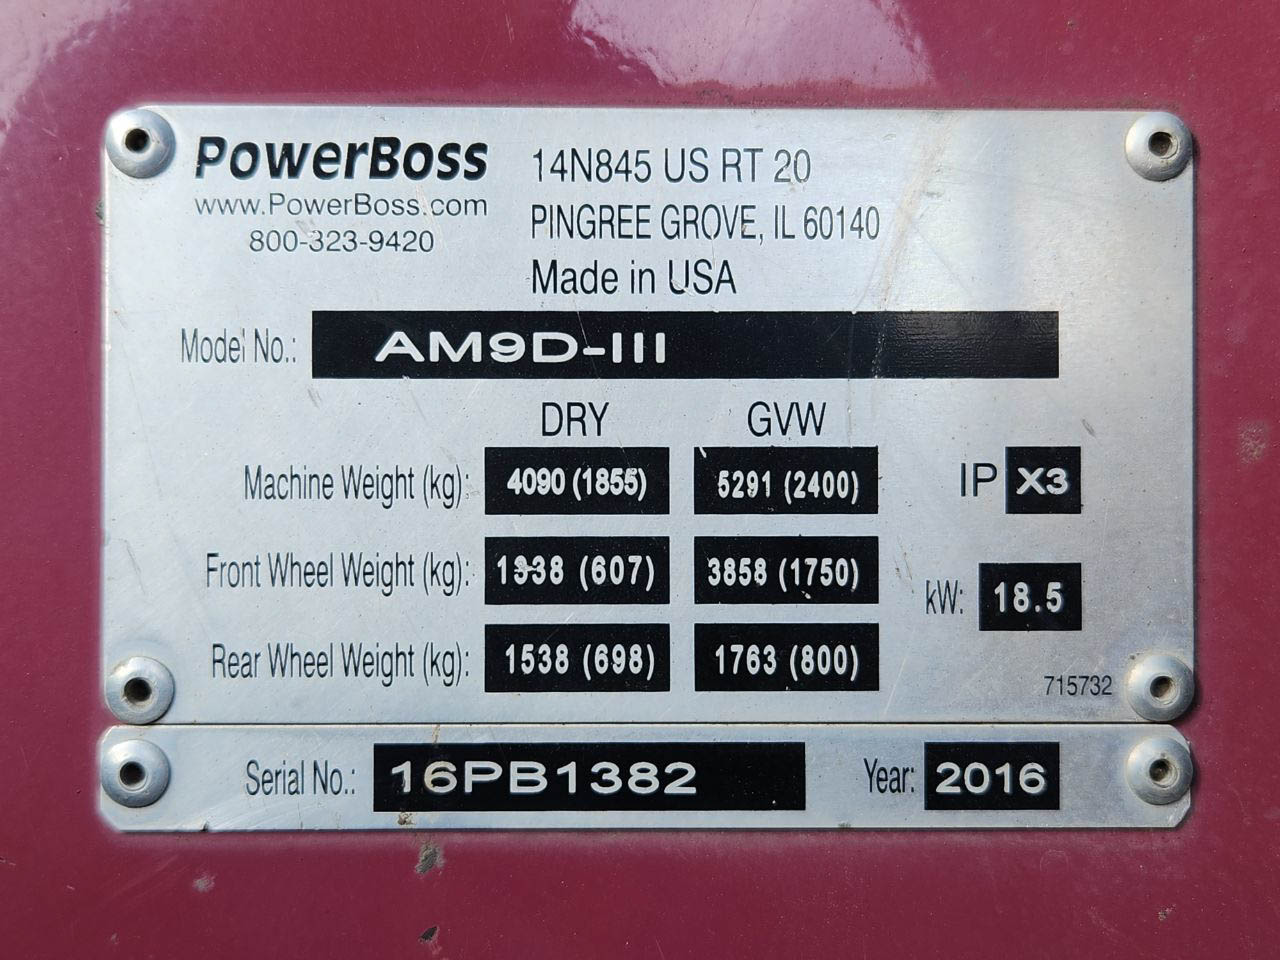 PowerBoss
www.PowerBoss.com
800-323-9420
14N845 US RT 20
PINGREE GROVE, IL 60140
Made in USA
Model No.: AM9D-III
DRY GVW
Machine Weight (kg): 4090 (1855) 5291 (2400) IP X3
Front Wheel Weight (kg): 1338 (607) 3858 (1750)
kW: 18.5
Rear Wheel Weight (kg): 1538 (698) 1763 (800)
715732
Serial No.: 16PB1382 Year: 2016